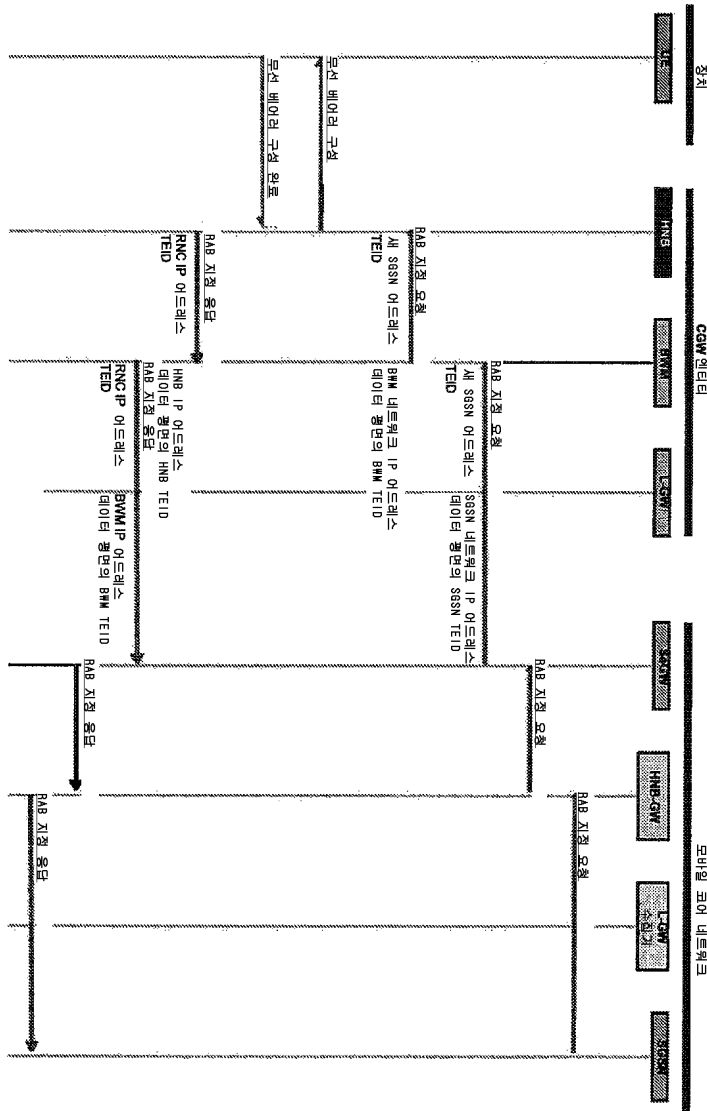 장치
CGW 엔티티
모바일 코어 네트워크
UE
HNB
BWM
L-GW
SeGW
HNB-GW
L-GW
수집기
SGSN
RAB 지정 요청
RAB 지정 요청
RAB 지정 요청
새 SGSN 어드레스
TEID
SGSN 네트워크 IP 어드레스
데이터 평면의 SGSN TEID
RAB 지정 요청
새 SGSN 어드레스
TEID
BWM 네트워크 IP 어드레스
데이터 평면의 BWM TEID
무선 베어러 구성
무선 베어러 구성 완료
RAB 지정 응답
RNC IP 어드레스
TEID
HNB IP 어드레스
데이터 평면의 HNB TEID
RAB 지정 응답
RNC IP 어드레스
TEID
BWM IP 어드레스
데이터 평면의 BWM TEID
RAB 지정 응답
RAB 지정 응답